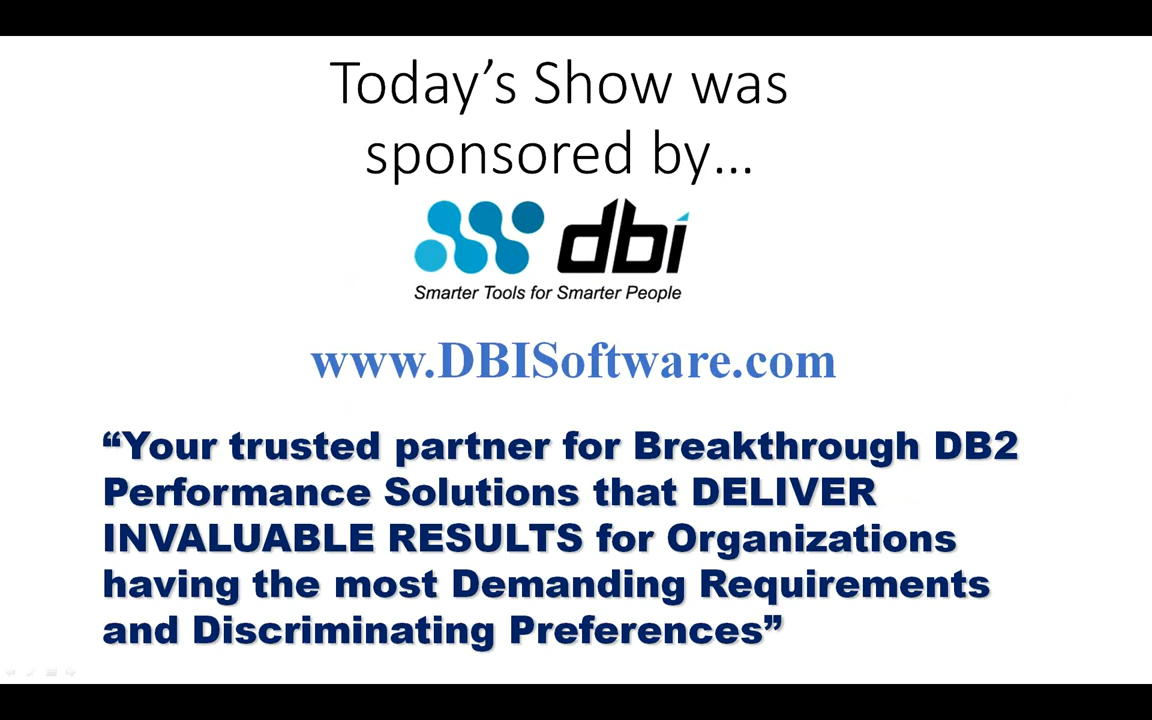 Today’s Show was
sponsored by…
dbi
Smarter Tools for Smarter People
www.DBISoftware.com
“Your trusted partner for Breakthrough DB2
Performance Solutions that DELIVER
INVALUABLE RESULTS for Organizations
having the most Demanding Requirements
and Discriminating Preferences”